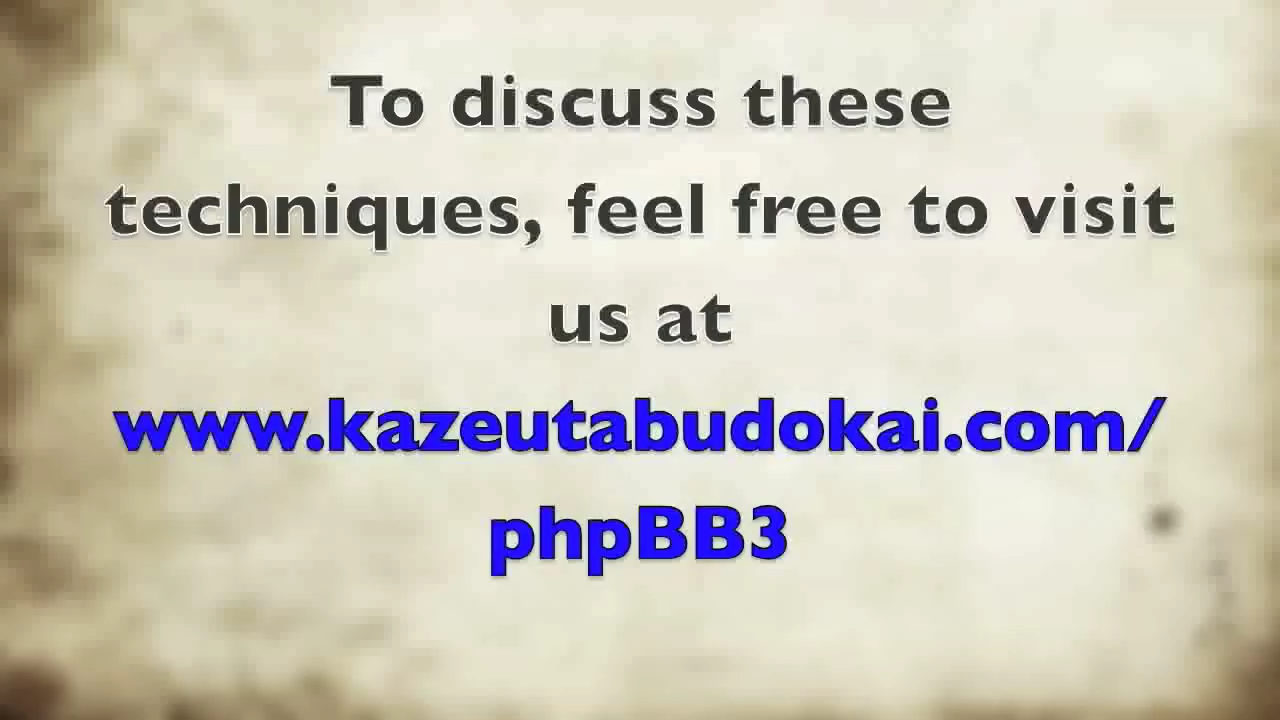 To discuss these
techniques, feel free to visit
us at
www.kazeutabudokai.com/
phpBB3